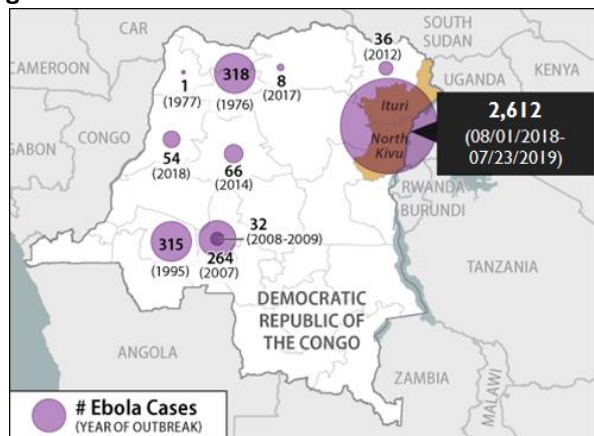 CAR
SOUTH
SUDAN
CAMEROON
36
(2012)
318
(1976)
8
(2017)
1
(1977)
UGANDA
KENYA
Ituri
North
Kivu
2,612
(08/01/2018-
07/23/2019)
CONGO
GABON
54
(2018)
66
(2014)
RWANDA
BURUNDI
32
(2008-2009)
315
(1995)
264
(2007)
TANZANIA
DEMOCRATIC
REPUBLIC OF
THE CONGO
ANGOLA
ZAMBIA
MALAWI
# Ebola Cases
(YEAR OF OUTBREAK)